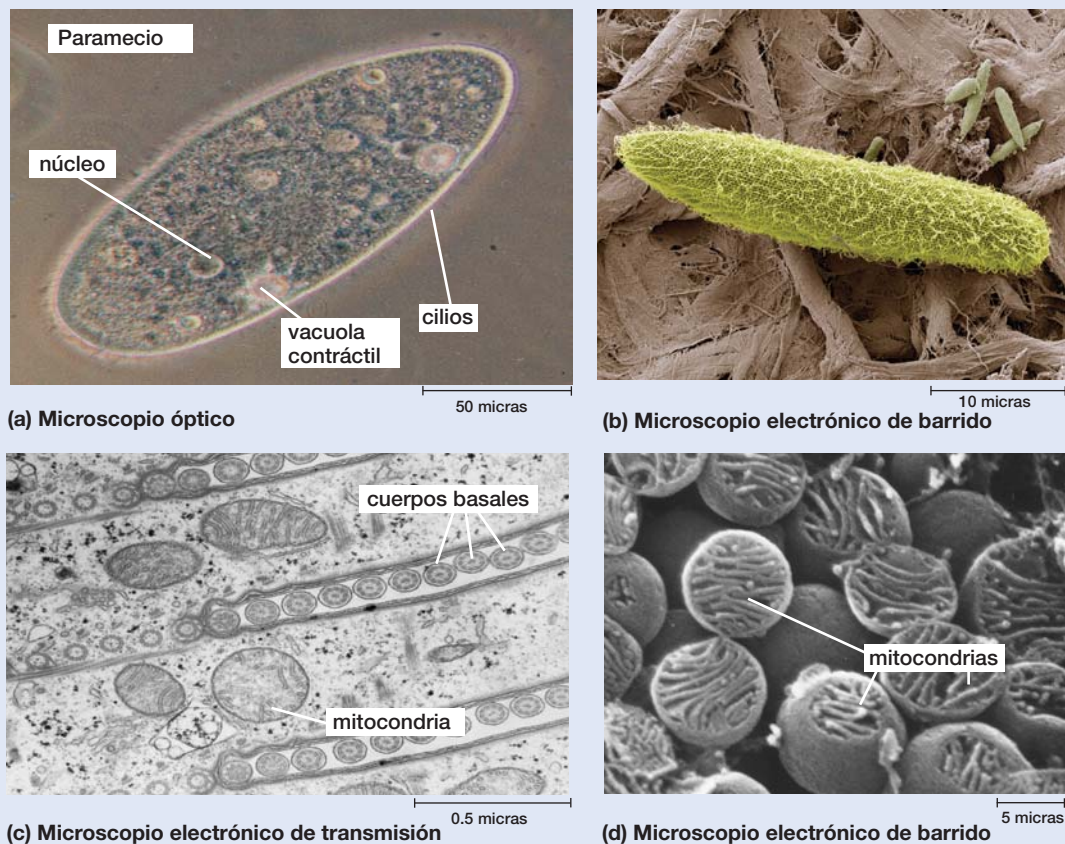 Paramecio
núcleo
vacuola
contráctil
cilios
50 micras
(a) Microscopio óptico
10 micras
(b) Microscopio electrónico de barrido
cuerpos basales
mitocondria
0.5 micras
(c) Microscopio electrónico de transmisión
mitocondrias
5 micras
(d) Microscopio electrónico de barrido